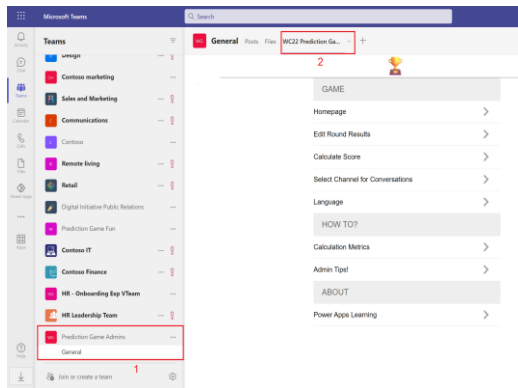 Microsoft Teams
Search
Activity
Chat
Teams
Calendar
Calls
Files
Power Apps
Apps
Help
Teams
Design
Contoso marketing
Sales and Marketing
Communications
Contoso
Remote living
Retail
Digital Initiative Public Relations
Prediction Game Fun
Contoso IT
Contoso Finance
HR - Onboarding Exp VTeam
HR Leadership Team
WG Prediction Game Admins
General
1
Join or create a team
WG General Posts Files WC22 Prediction Ga...
2
GAME
Homepage
Edit Round Results
Calculate Score
Select Channel for Conversations
Language
HOW TO?
Calculation Metrics
Admin Tips!
ABOUT
Power Apps Learning